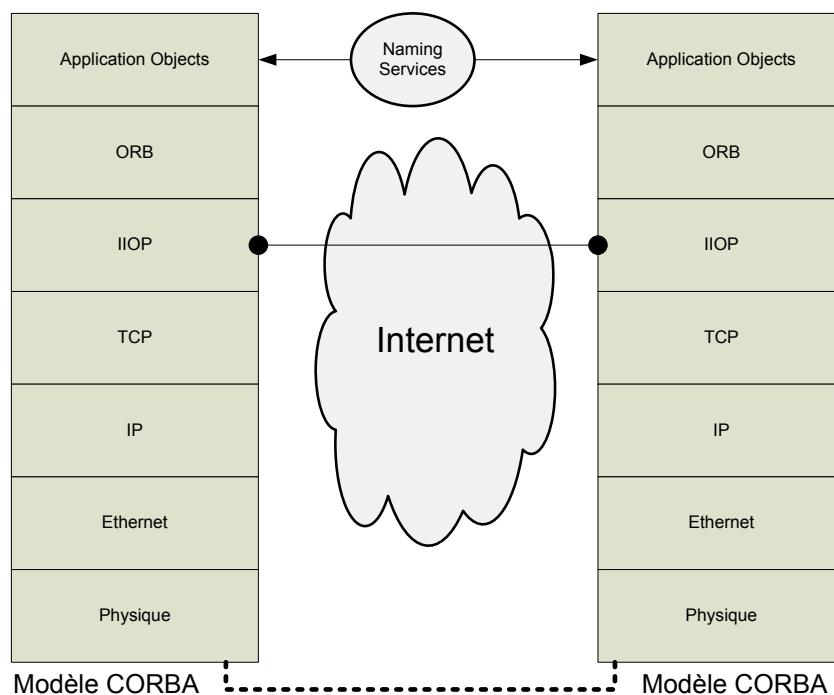 Application Objects
Naming
Services
Application Objects
ORB
ORB
IIOP
IIOP
TCP
Internet
TCP
IP
IP
Ethernet
Ethernet
Physique
Physique
Modèle CORBA
Modèle CORBA